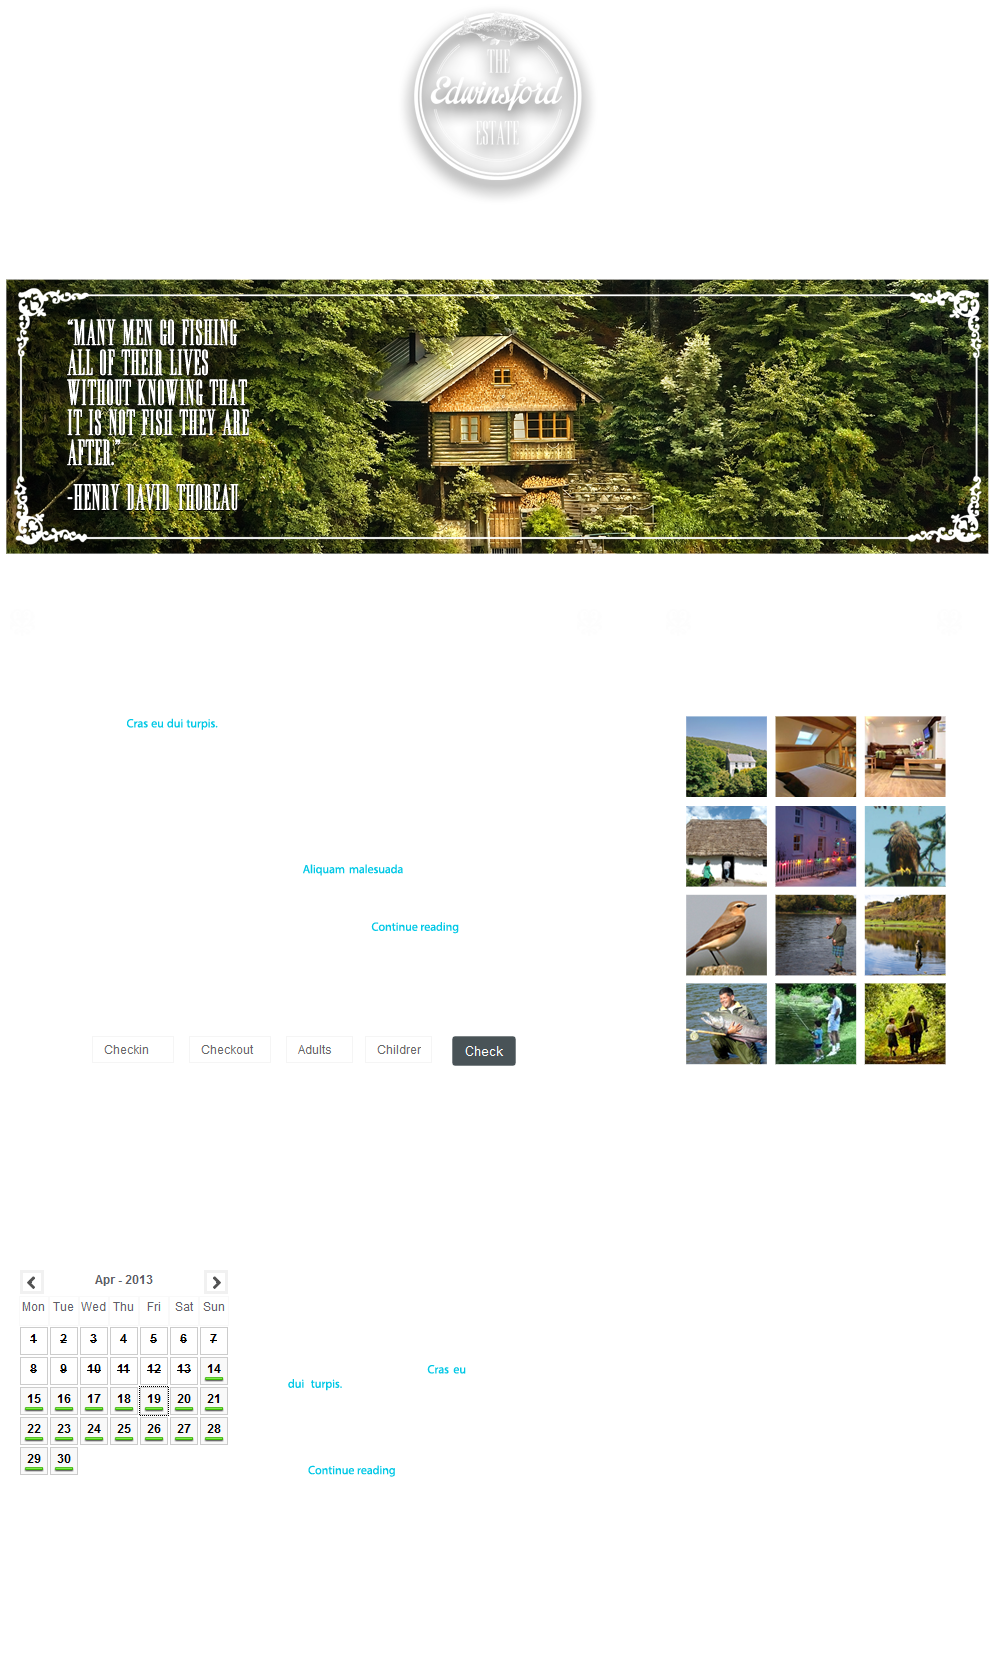 THE
Edwinsford
ESTATE
“MANY MEN GO FISHING
ALL OF THEIR LIVES
WITHOUT KNOWING THAT
IT IS NOT FISH THEY ARE
AFTER.”
-HENRY DAVID THOREAU
Cras eu dui turpis.
Aliquam malesuada
Continue reading
Checkin Checkout Adults Childrer Check
Apr - 2013
Mon Tue Wed Thu Fri Sat Sun
1 2 3 4 5 6 7
8 9 10 11 12 13 14
15 16 17 18 19 20 21
22 23 24 25 26 27 28
29 30
Cras eu
dui turpis.
Continue reading